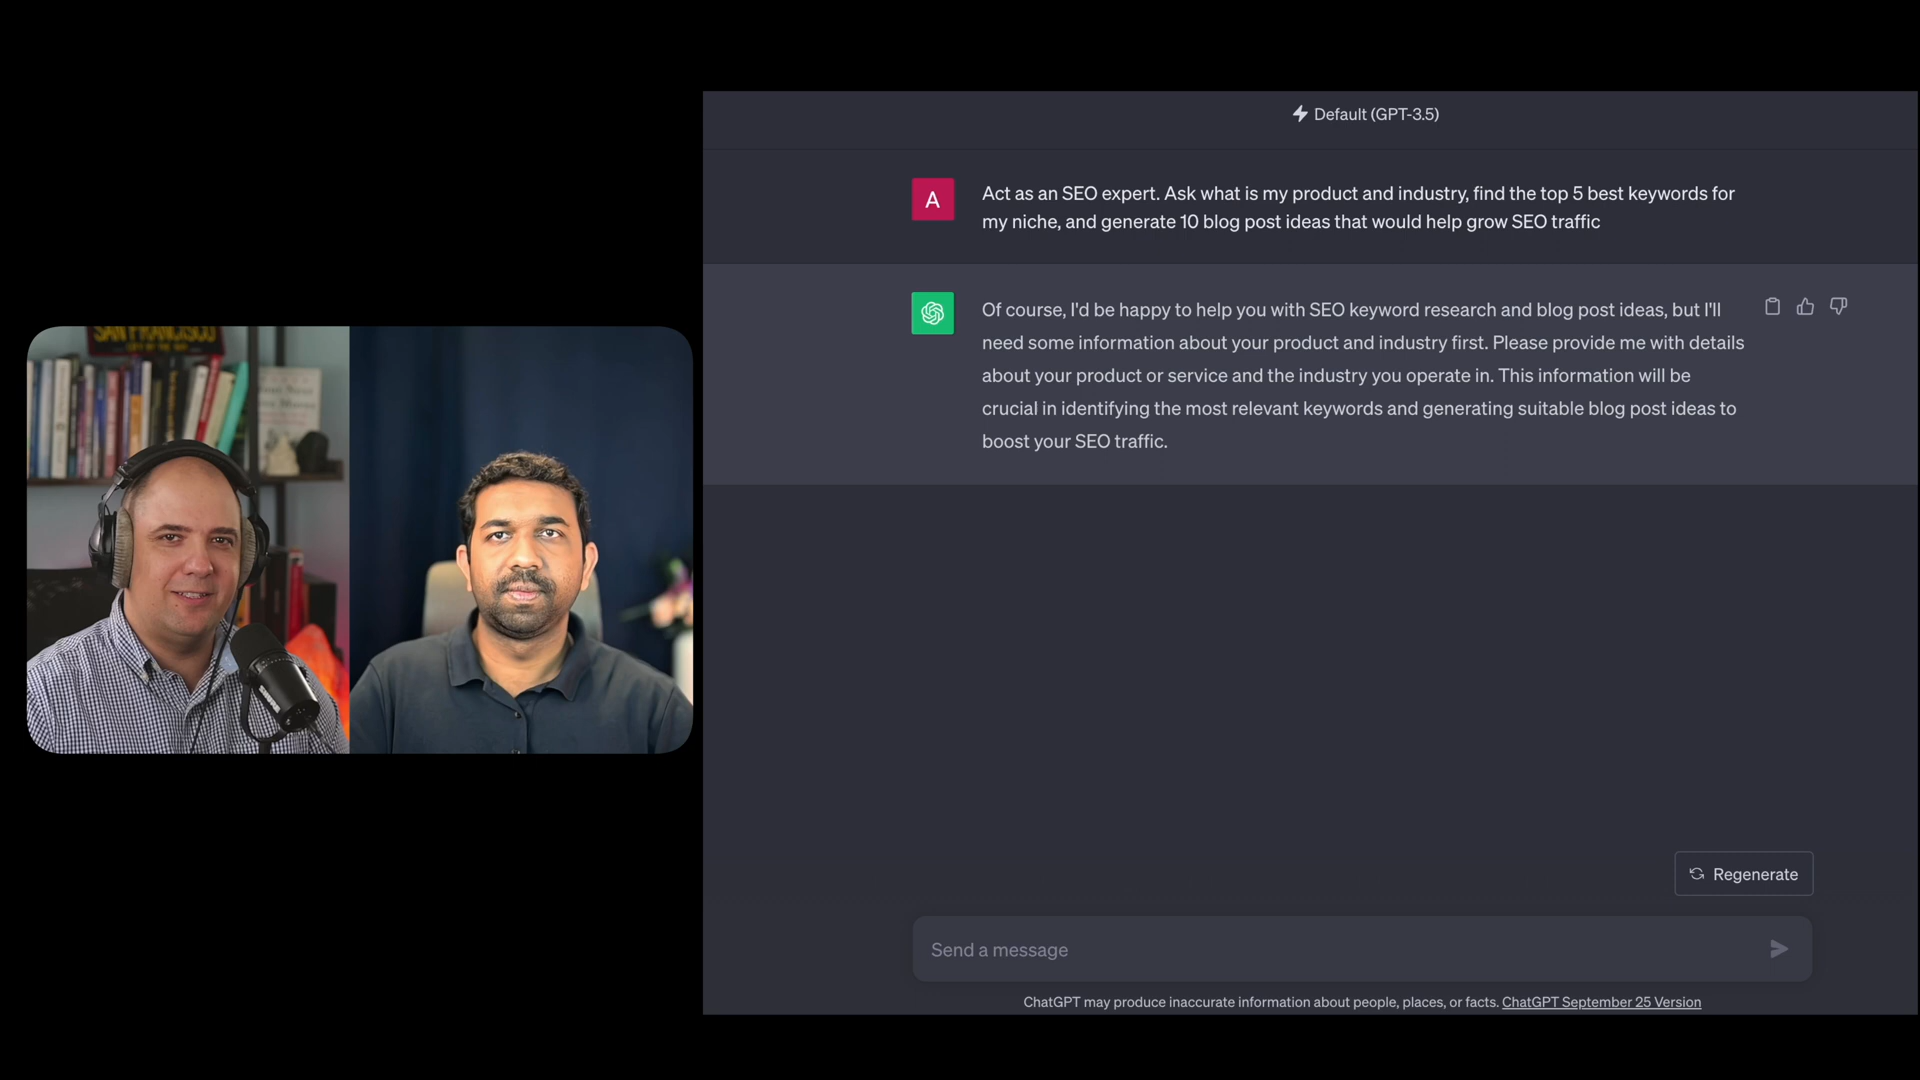 SAN FRANCISCO
Default (GPT-3.5)
A
Act as an SEO expert. Ask what is my product and industry, find the top 5 best keywords for
my niche, and generate 10 blog post ideas that would help grow SEO traffic
Of course, I'd be happy to help you with SEO keyword research and blog post ideas, but I'll
need some information about your product and industry first. Please provide me with details
about your product or service and the industry you operate in. This information will be
crucial in identifying the most relevant keywords and generating suitable blog post ideas to
boost your SEO traffic.
SHURE
Regenerate
Send a message
ChatGPT may produce inaccurate information about people, places, or facts. ChatGPT September 25 Version